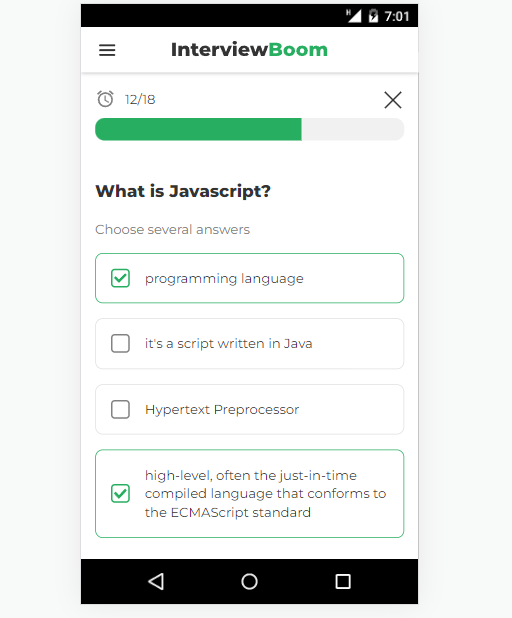 H 7:01
InterviewBoom
12/18
What is Javascript?
Choose several answers
programming language
it's a script written in Java
Hypertext Preprocessor
high-level, often the just-in-time
compiled language that conforms to
the ECMAScript standard